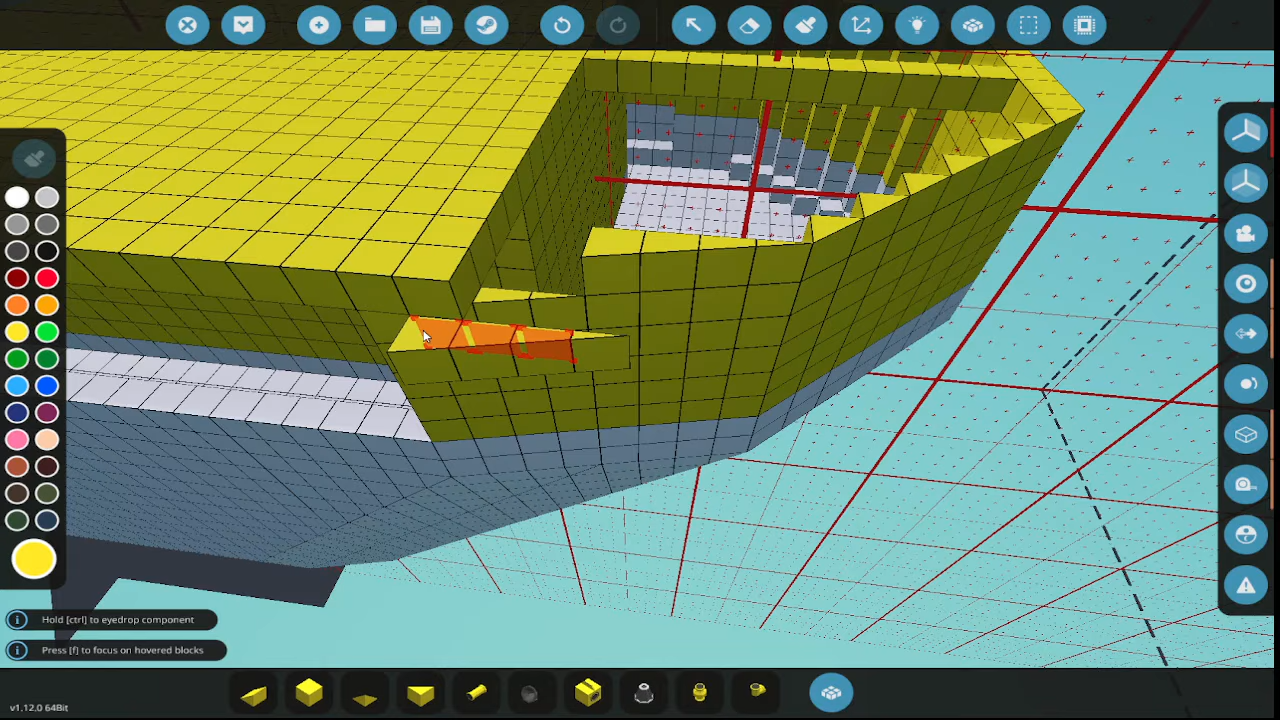 Hold [ctrl] to eyedrop component
Press [f] to focus on hovered blocks
v1.12.0 64Bit